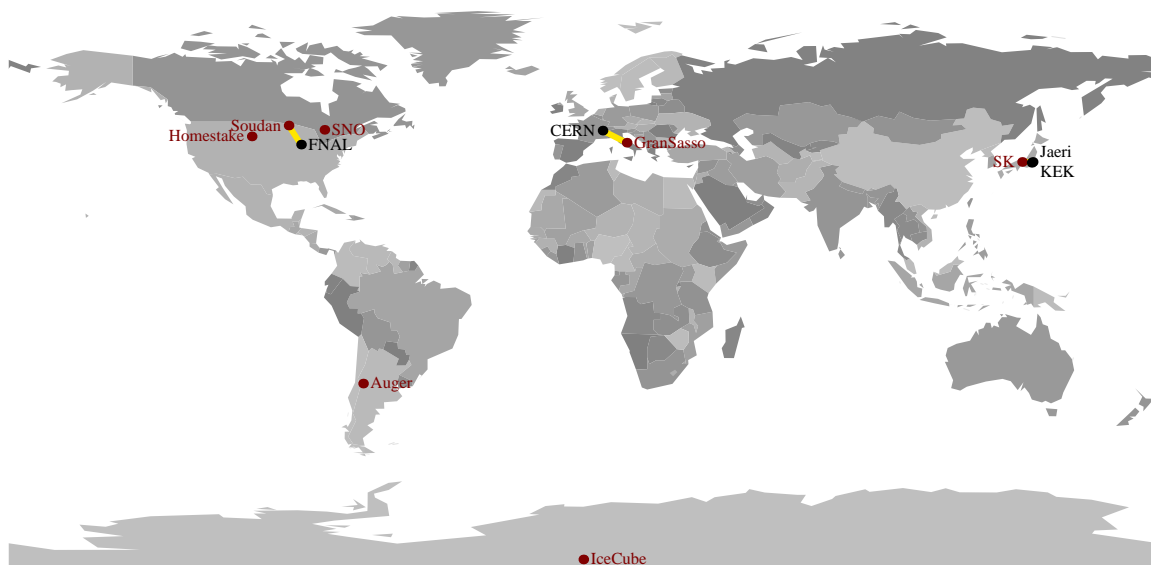 Soudan
SNO
CERN
Homestake
FNAL
GranSasso
Jaeri
SK
KEK
Auger
IceCube